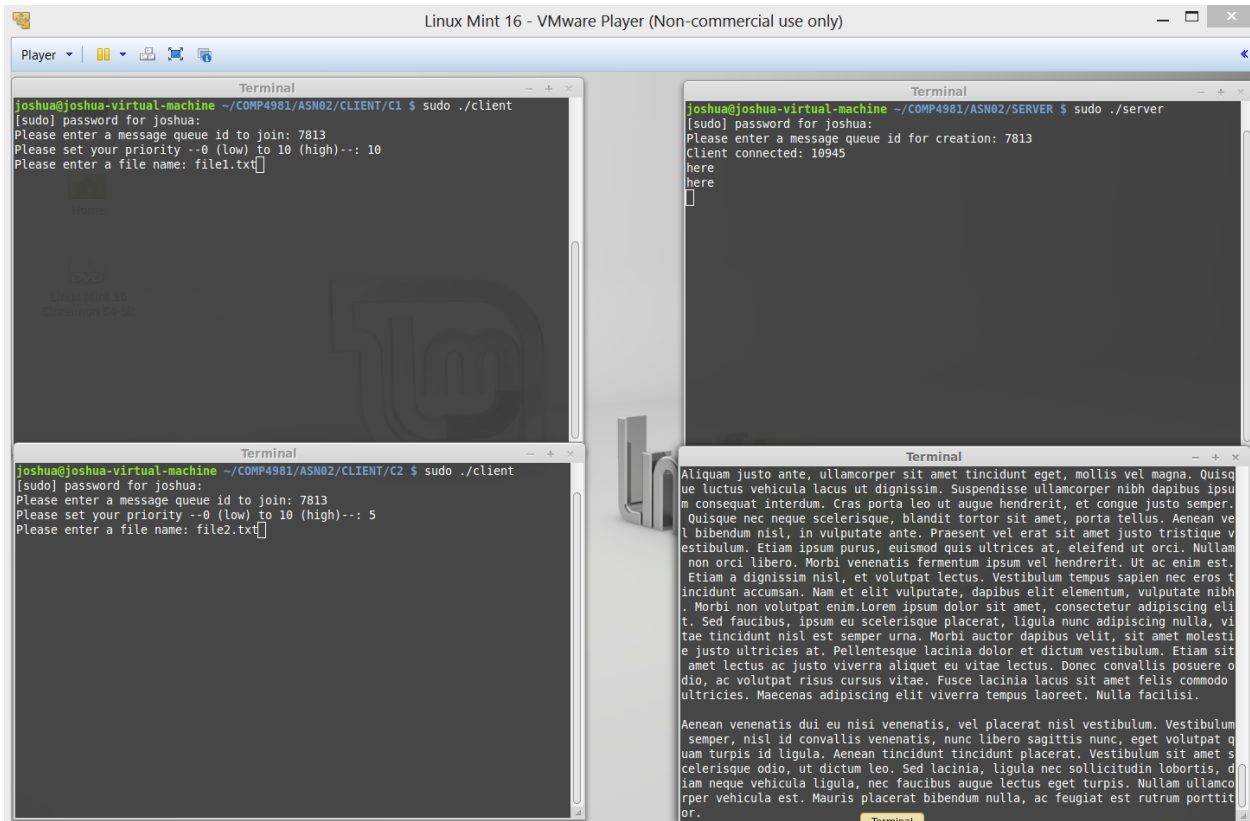 Linux Mint 16 - VMware Player (Non-commercial use only)
Player
Terminal
joshua@joshua-virtual-machine ~/COMP4981/ASN02/CLIENT/C1 $ sudo ./client
[sudo] password for joshua:
Please enter a message queue id to join: 7813
Please set your priority --0 (low) to 10 (high)--: 10
Please enter a file name: file1.txt
Home
Terminal
joshua@joshua-virtual-machine ~/COMP4981/ASN02/SERVER $ sudo ./server
[sudo] password for joshua:
Please enter a message queue id for creation: 7813
Client connected: 10945
here
here
Terminal
joshua@joshua-virtual-machine ~/COMP4981/ASN02/CLIENT/C2 $ sudo ./client
[sudo] password for joshua:
Please enter a message queue id to join: 7813
Please set your priority --0 (low) to 10 (high)--: 5
Please enter a file name: file2.txt
Terminal
Aliquam justo ante, ullamcorper sit amet tincidunt eget, mollis vel magna. Quisq
ue luctus vehicula lacus ut dignissim. Suspendisse ullamcorper nibh dapibus ipsu
m consequat interdum. Cras porta leo ut augue hendrerit, et congue justo semper.
Quisque nec neque scelerisque, blandit tortor sit amet, porta tellus. Aenean ve
l bibendum nisl, in vulputate ante. Praesent vel erat sit amet justo tristique v
estibulum. Etiam ipsum purus, euismod quis ultrices at, eleifend ut orci. Nullam
non orci libero. Morbi venenatis fermentum ipsum vel hendrerit. Ut ac enim est.
Etiam a dignissim nisl, et volutpat lectus. Vestibulum tempus sapien nec eros t
incidunt accumsan. Nam et elit vulputate, dapibus elit elementum, vulputate nibh
. Morbi non volutpat enim.Lorem ipsum dolor sit amet, consectetur adipiscing eli
t. Sed faucibus, ipsum eu scelerisque placerat, ligula nunc adipiscing nulla, vi
tae tincidunt nisl est semper urna. Morbi auctor dapibus velit, sit amet molesti
e justo ultricies at. Pellentesque lacinia dolor et dictum vestibulum. Etiam sit
amet lectus ac justo viverra aliquet eu vitae lectus. Donec convallis posuere o
dio, ac volutpat risus cursus vitae. Fusce lacinia lacus sit amet felis commodo
ultricies. Maecenas adipiscing elit viverra tempus laoreet. Nulla facilisi.
Aenean venenatis dui eu nisi venenatis, vel placerat nisl vestibulum. Vestibulum
semper, nisl id convallis venenatis, nunc libero sagittis nunc, eget volutpat q
uam turpis id ligula. Aenean tincidunt tincidunt placerat. Vestibulum sit amet s
celerisque odio, ut dictum leo. Sed lacinia, ligula nec sollicitudin lobortis, d
iam neque vehicula ligula, nec faucibus augue lectus eget turpis. Nullam ullamco
rper vehicula est. Mauris placerat bibendum nulla, ac feugiat est rutrum porttit
or.
Terminal